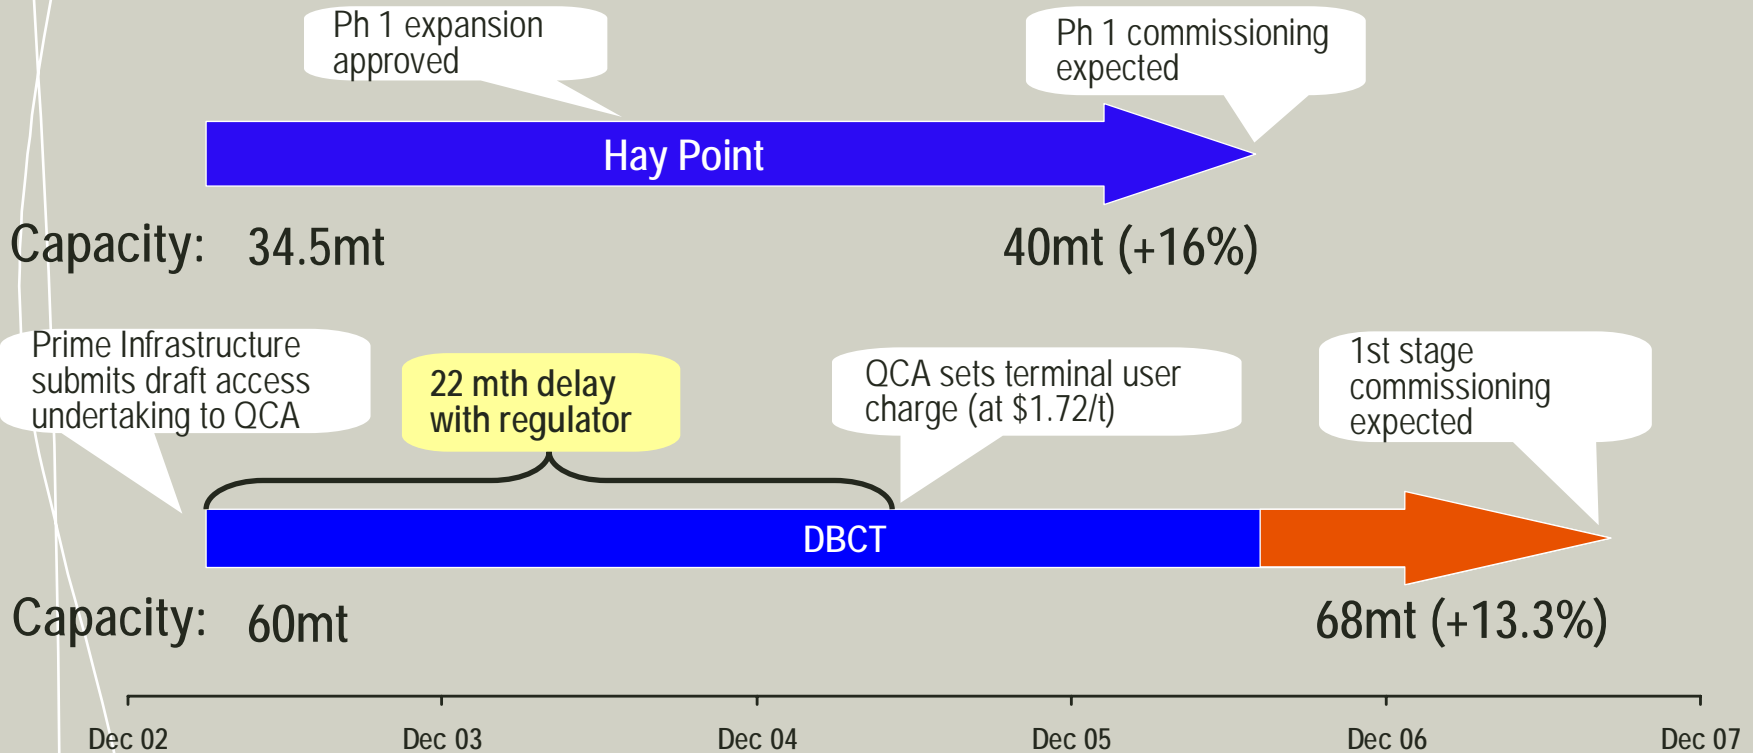 Ph 1 expansion
approved
Ph 1 commissioning
expected
Hay Point
Capacity: 34.5mt
40mt (+16%)
Prime Infrastructure
submits draft access
undertaking to QCA
22 mth delay
with regulator
QCA sets terminal user
charge (at $1.72/t)
1st stage
commissioning
expected
DBCT
Capacity: 60mt
68mt (+13.3%)
Dec 02
Dec 03
Dec 04
Dec 05
Dec 06
Dec 07